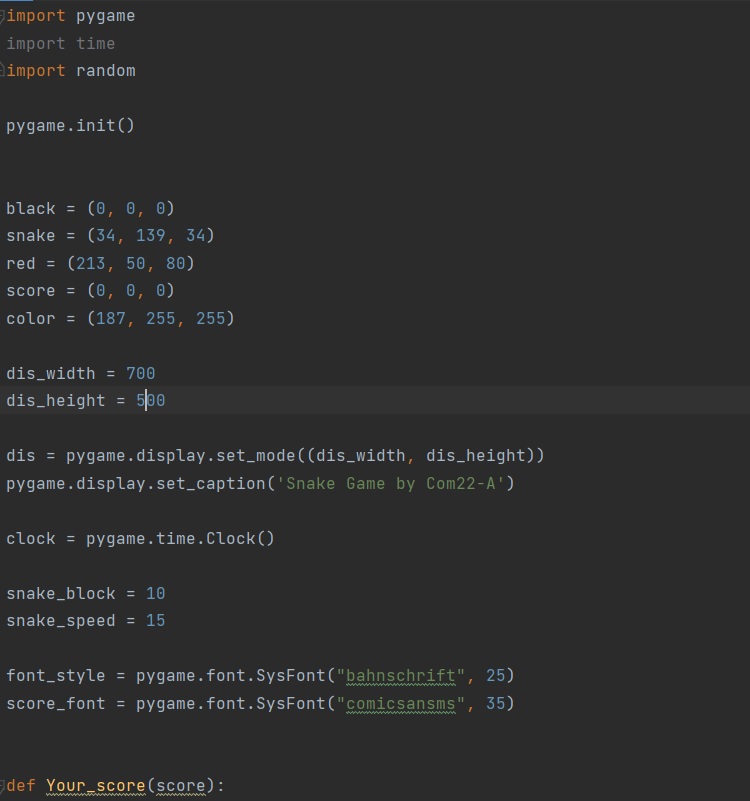 import pygame
import time
import random
pygame.init()
black = (0, 0, 0)
snake = (34, 139, 34)
red = (213, 50, 80)
score = (0, 0, 0)
color = (187, 255, 255)
dis_width = 700
dis_height = 500
dis = pygame.display.set_mode((dis_width, dis_height))
pygame.display.set_caption('Snake Game by Com22-A')
clock = pygame.time.Clock()
snake_block = 10
snake_speed = 15
font_style = pygame.font.SysFont("bahnschrift", 25)
score_font = pygame.font.SysFont("comicsansms", 35)
def Your_score(score):